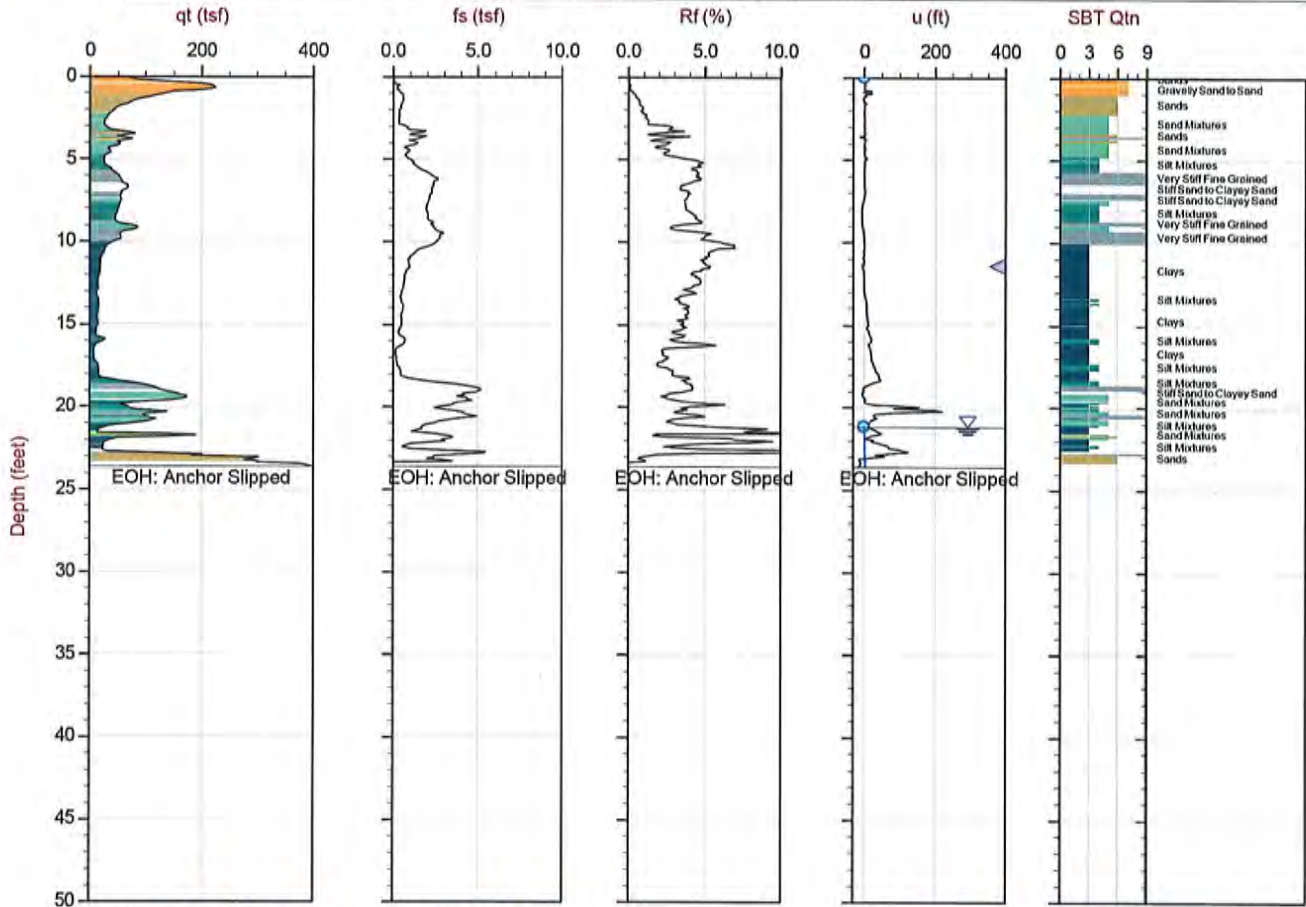 qt (tsf) fs (tsf) Rf (%) u (ft) SBT Qtn
0 200 400 0.0 5.0 10.0 0.0 5.0 10.0 0 200 400 0 3 6 9
0
5
10
15
20
25
30
35
40
45
50
Depth (feet)
Sands
Gravelly Sand to Sand
Sands
Sand Mixtures
Sands
Sand Mixtures
Silt Mixtures
Very Stiff Fine Grained
Stiff Sand to Clayey Sand
Stiff Sand to Clayey Sand
Silt Mixtures
Very Stiff Fine Grained
Very Stiff Fine Grained
Clays
Silt Mixtures
Clays
Silt Mixtures
Clays
Silt Mixtures
Silt Mixtures
Stiff Sand to Clayey Sand
Sand Mixtures
Sand Mixtures
Silt Mixtures
Sand Mixtures
Silt Mixtures
Sands
EOH: Anchor Slipped EOH: Anchor Slipped EOH: Anchor Slipped EOH: Anchor Slipped